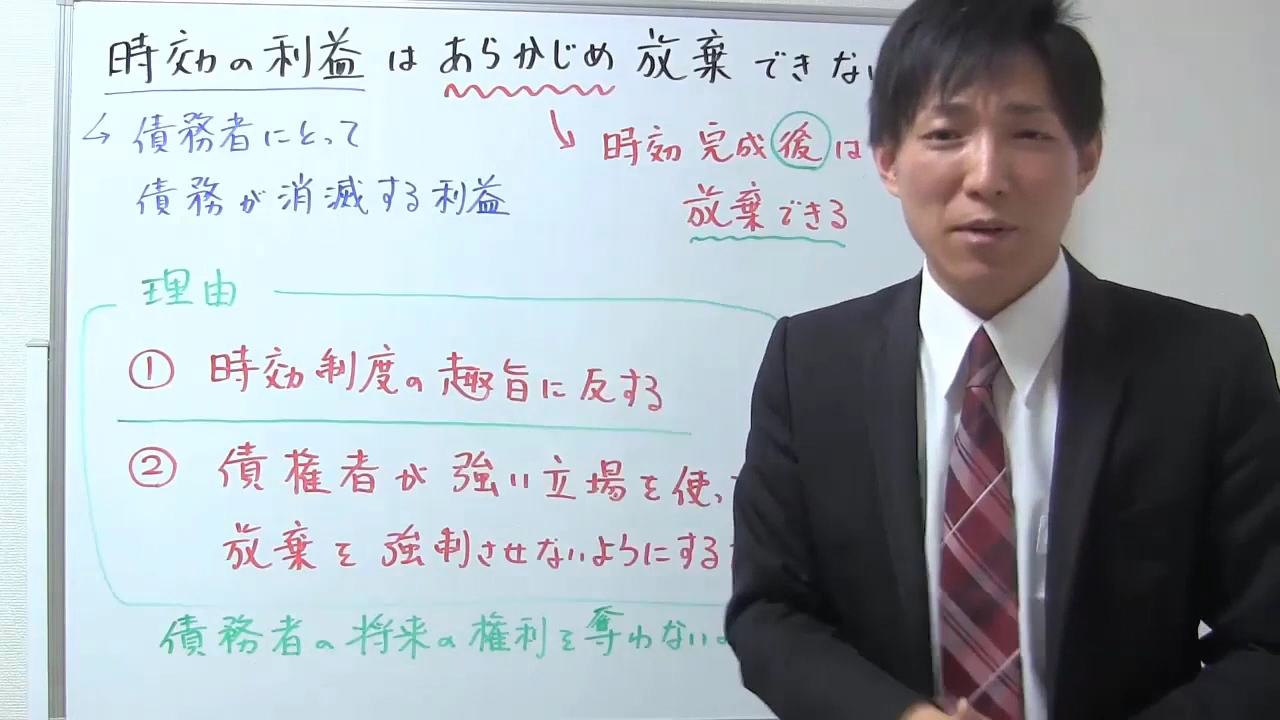 時効の利益はあらかじめ放棄できない
↳ 債務者にとって
債務が消滅する利益
↘ 時効完成後は
放棄できる
理由
① 時効制度の趣旨に反する
② 債権者が強い立場を使っ
放棄を強制させないようにする
債務者の将来の権利を奪わない